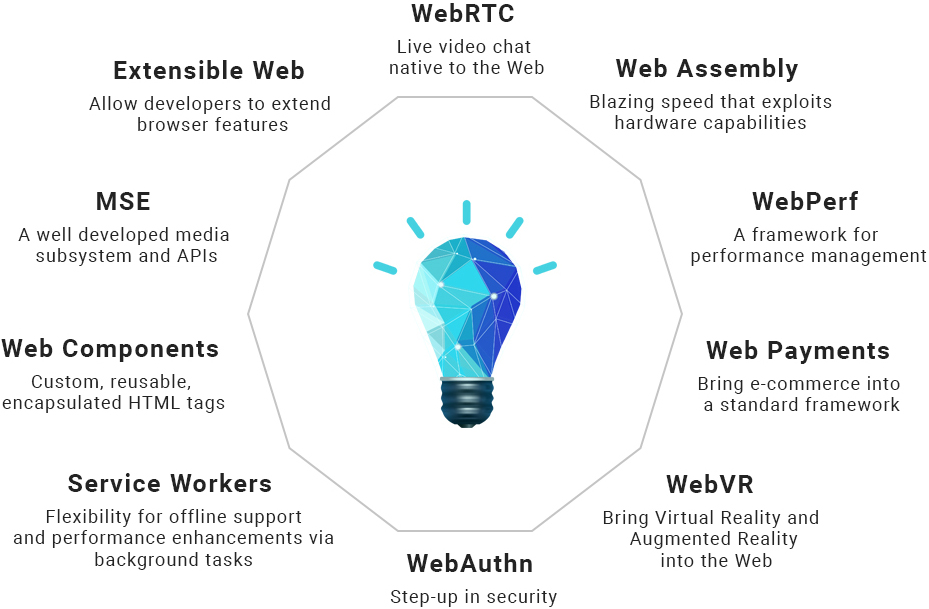 WebRTC
Live video chat
native to the Web
Extensible Web
Allow developers to extend
browser features
Web Assembly
Blazing speed that exploits
hardware capabilities
MSE
A well developed media
subsystem and APIs
WebPerf
A framework for
performance management
Web Components
Custom, reusable,
encapsulated HTML tags
Web Payments
Bring e-commerce into
a standard framework
Service Workers
Flexibility for offline support
and performance enhancements via
background tasks
WebVR
Bring Virtual Reality and
Augmented Reality
into the Web
WebAuthn
Step-up in security